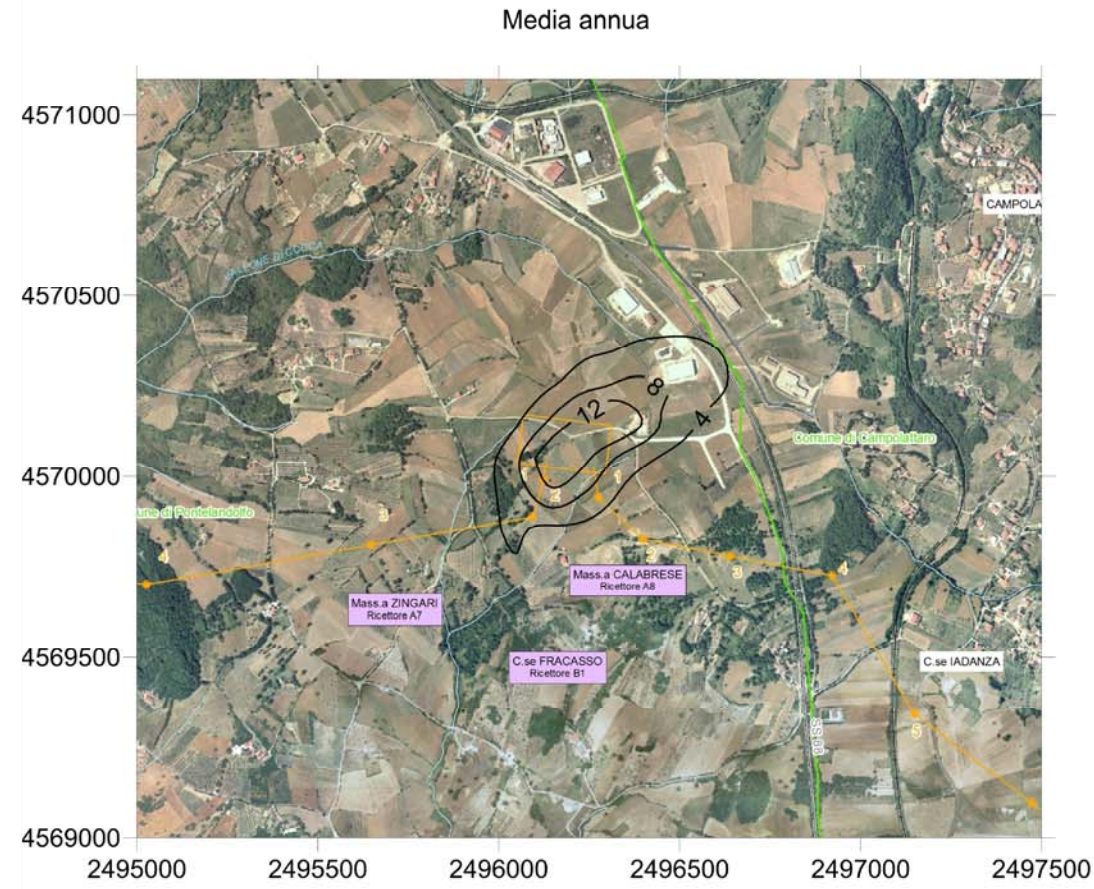 Media annua
4571000
CAMPOLA
VALLONE DI
4570500
8
12
4
4570000
Comune di Campolattaro
1
2
3
une di Pontelandolfo
4
2
3
4
Mass.a CALABRESE
Ricettore A8
Mass.a ZINGARI
Ricettore A7
4569500
C.se FRACASSO
Ricettore B1
C.se IADANZA
5
SS 88
4569000
2495000 2495500 2496000 2496500 2497000 2497500